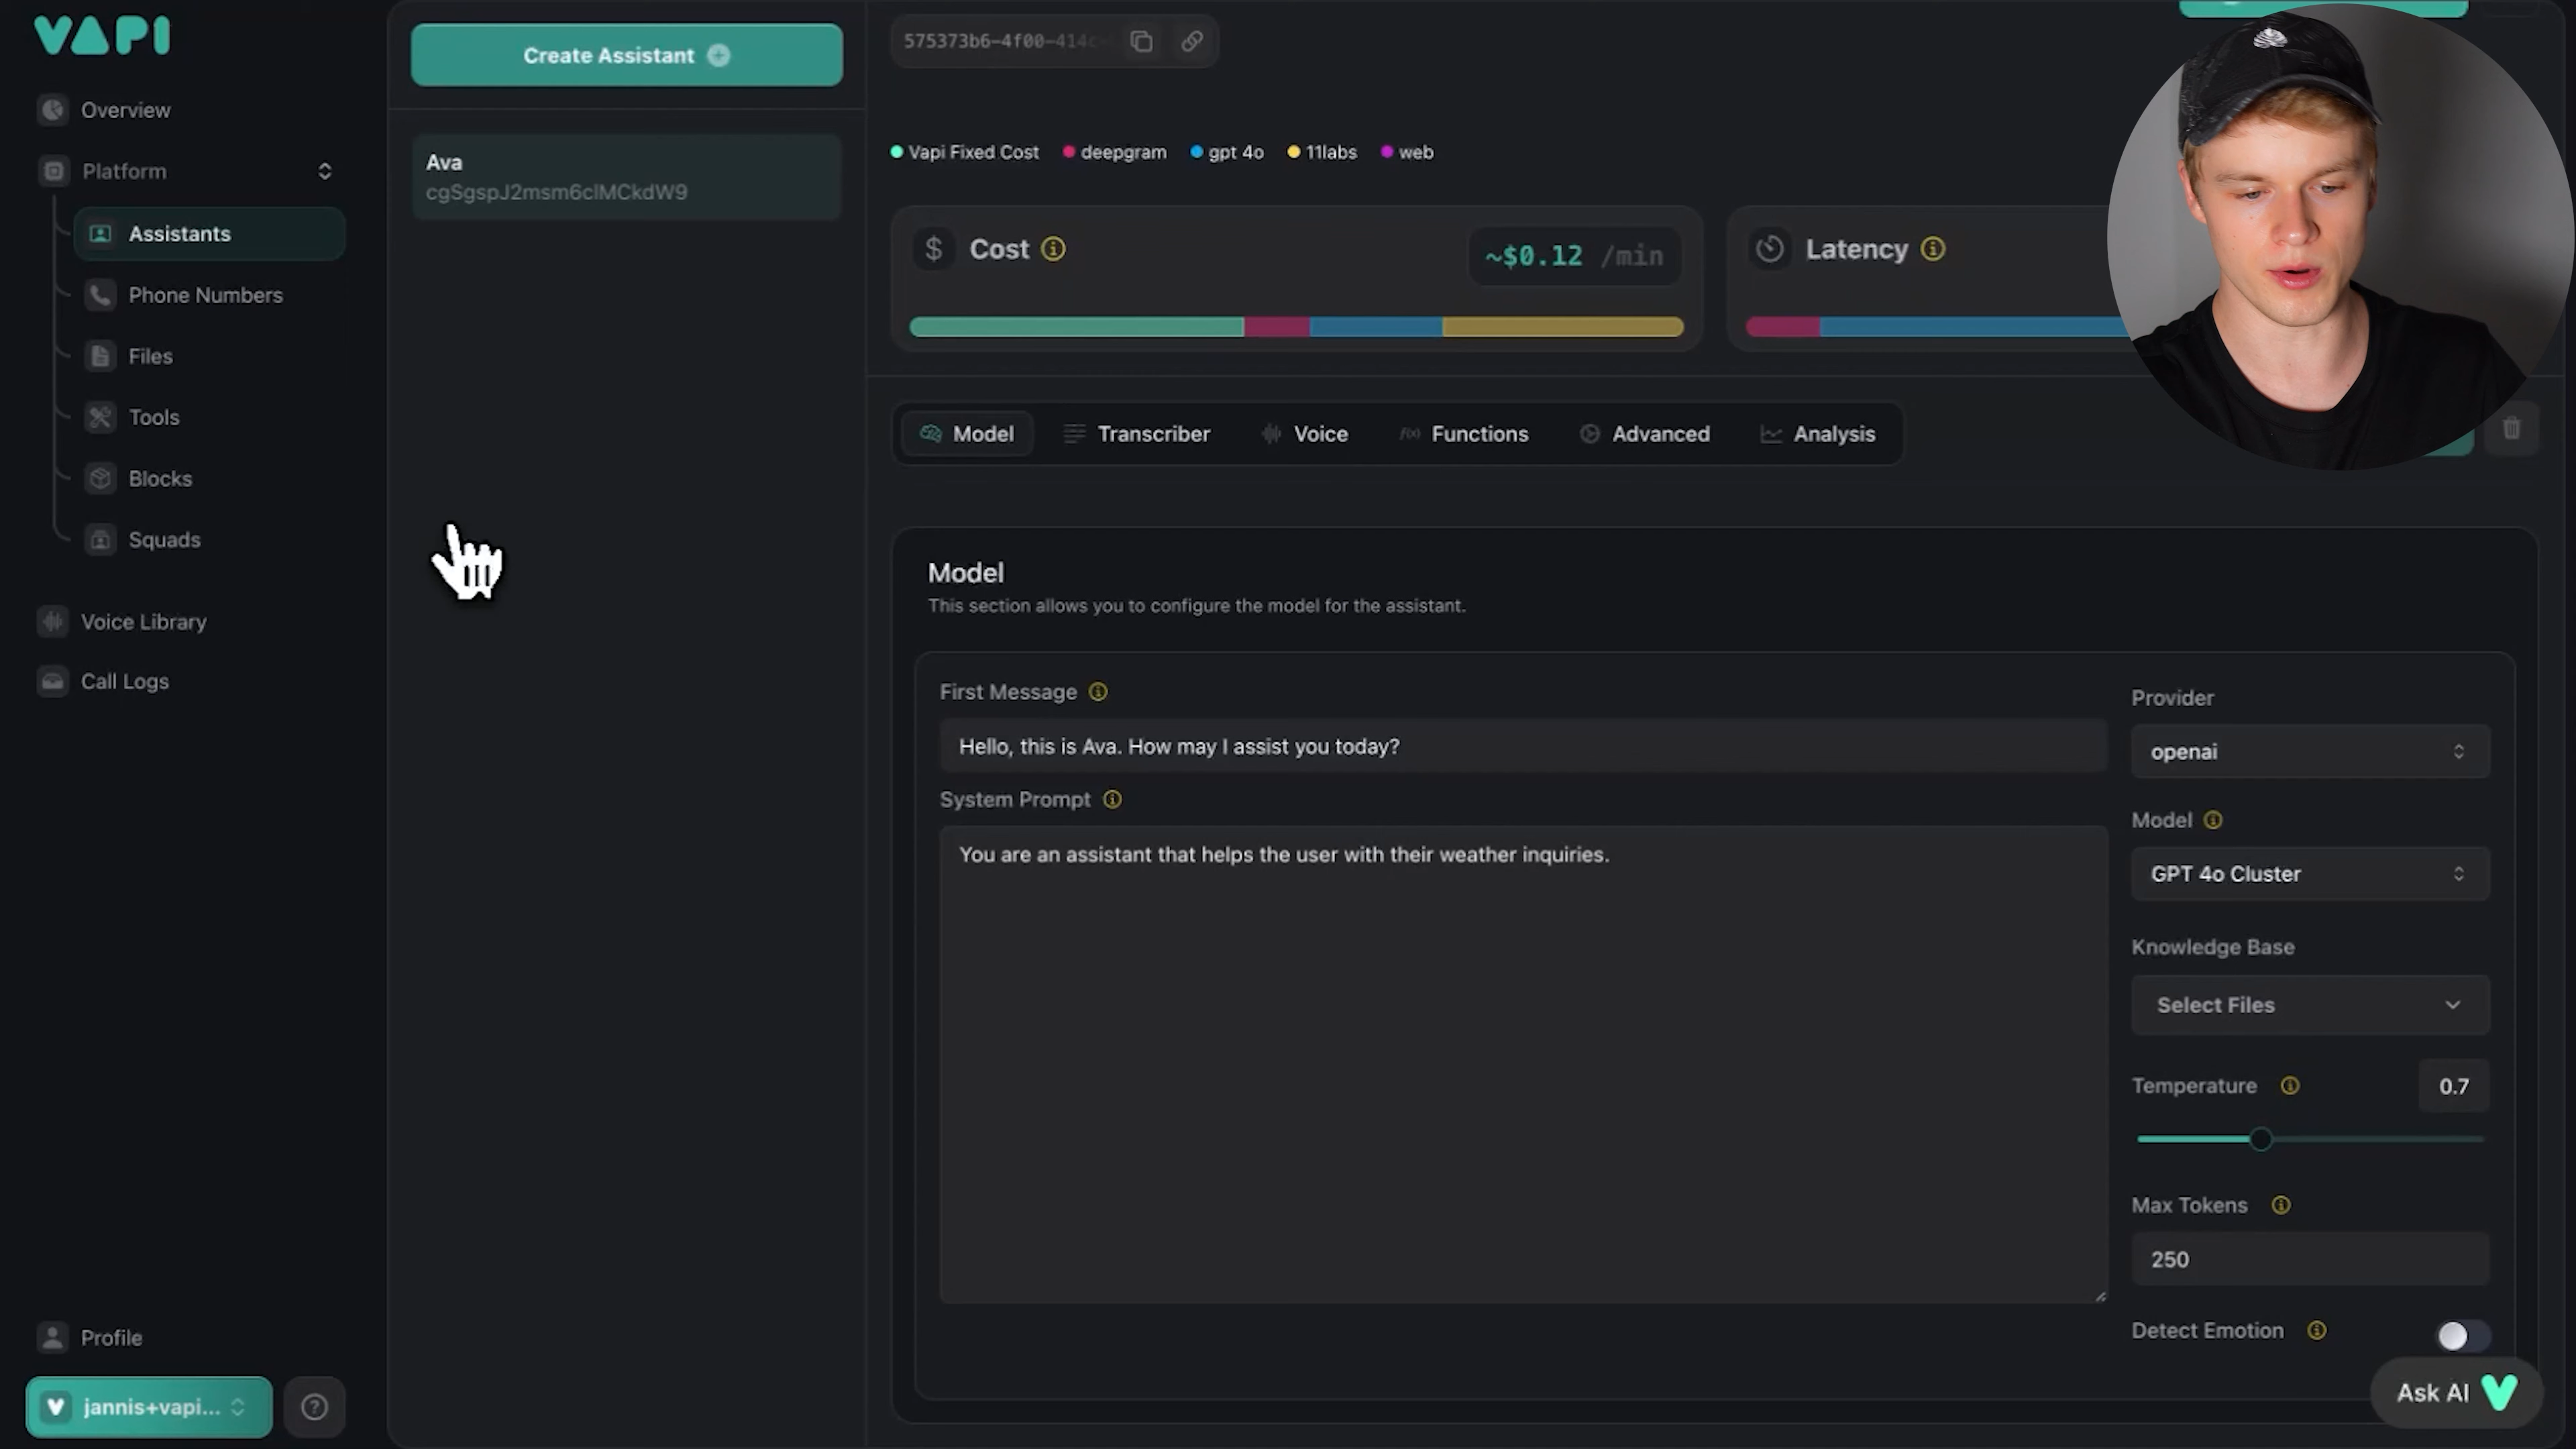 VAPI
Overview
Platform
Assistants
Phone Numbers
Files
Tools
Blocks
Squads
Voice Library
Call Logs
Profile
jannis+vapi...
Create Assistant
Ava
cgSgspJ2msm6clMCkdW9
575373b6-4f00-414c
Vapi Fixed Cost deepgram gpt 4o 11labs web
$ Cost ~$0.12 /min
Latency
Model Transcriber Voice Functions Advanced Analysis
Model
This section allows you to configure the model for the assistant.
First Message
Hello, this is Ava. How may I assist you today?
System Prompt
You are an assistant that helps the user with their weather inquiries.
Provider
openai
Model
GPT 4o Cluster
Knowledge Base
Select Files
Temperature 0.7
Max Tokens
250
Detect Emotion
Ask AI